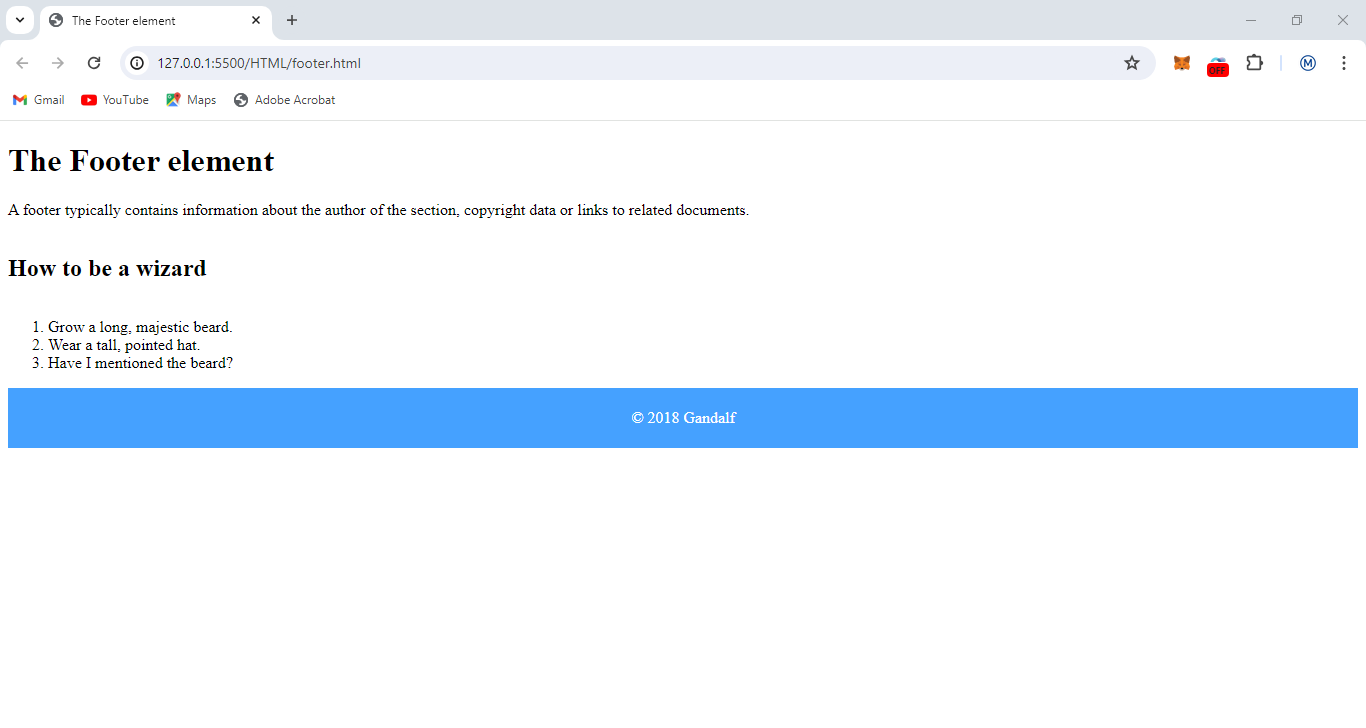 The Footer element
127.0.0.1:5500/HTML/footer.html
OFF
M
Gmail YouTube Maps Adobe Acrobat
The Footer element
A footer typically contains information about the author of the section, copyright data or links to related documents.
How to be a wizard
1. Grow a long, majestic beard.
2. Wear a tall, pointed hat.
3. Have I mentioned the beard?
© 2018 Gandalf